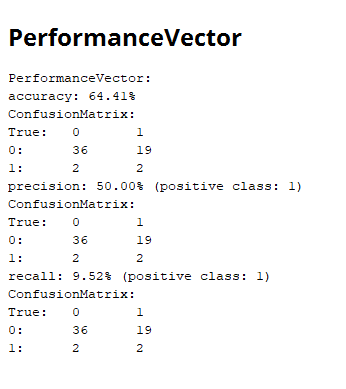 PerformanceVector
PerformanceVector:
accuracy: 64.41%
ConfusionMatrix:
True: 0 1
0: 36 19
1: 2 2
precision: 50.00% (positive class: 1)
ConfusionMatrix:
True: 0 1
0: 36 19
1: 2 2
recall: 9.52% (positive class: 1)
ConfusionMatrix:
True: 0 1
0: 36 19
1: 2 2